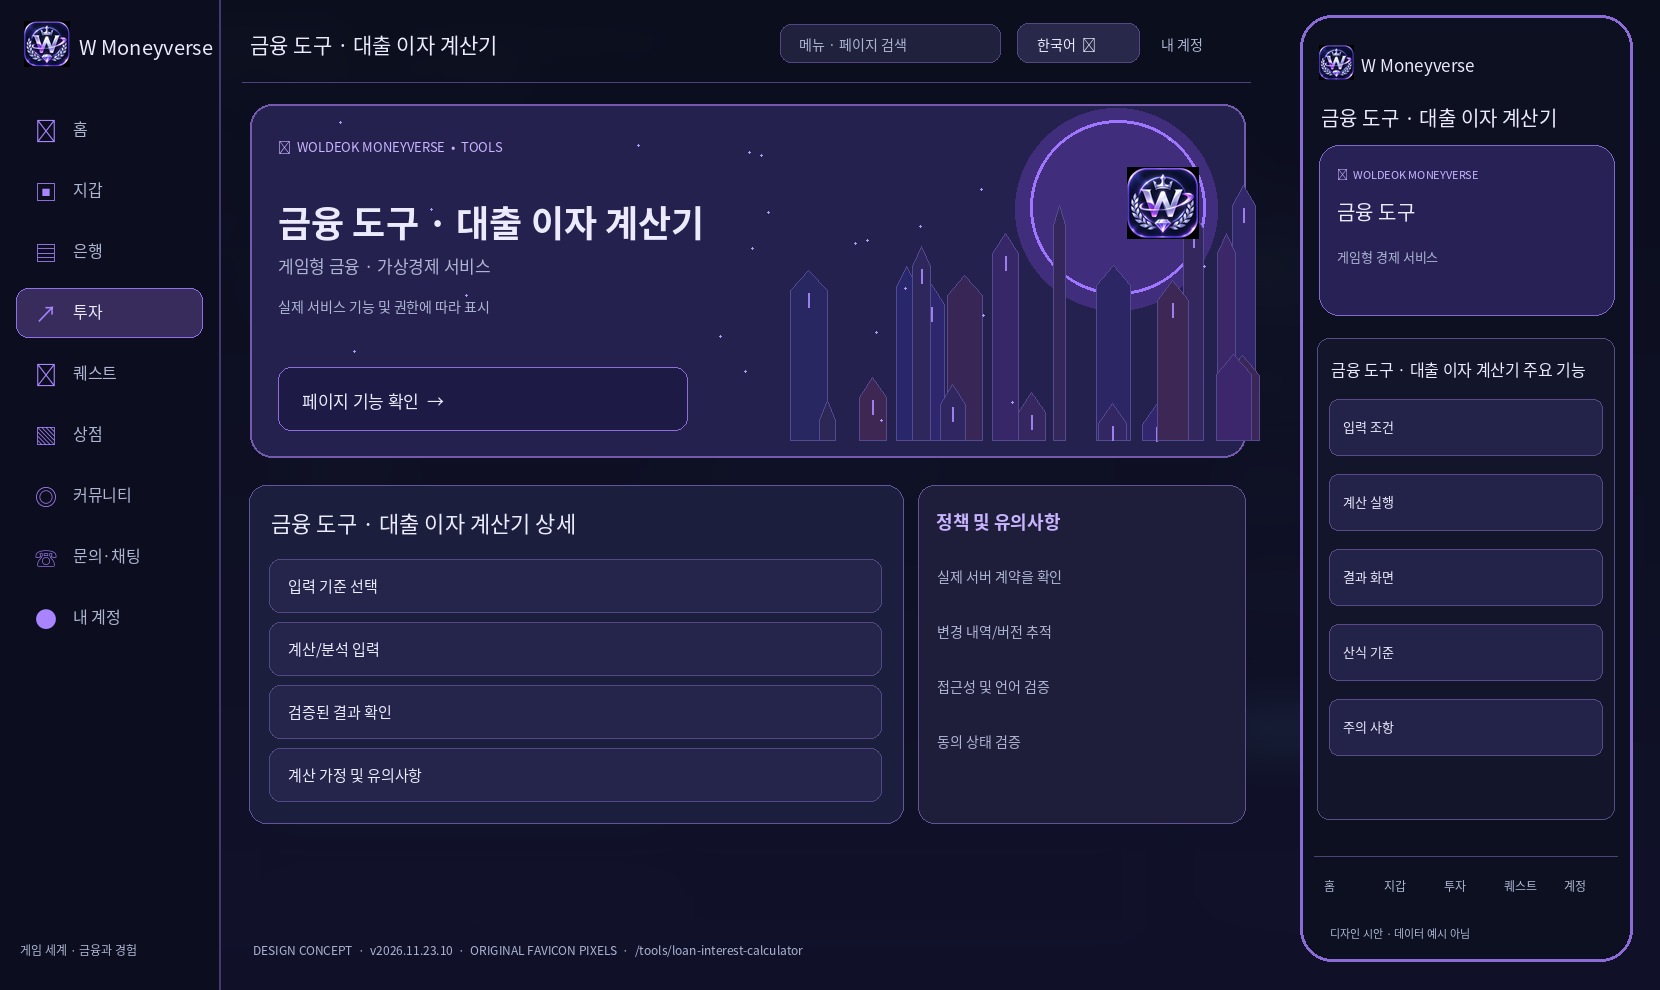 W Moneyverse
홈
지갑
은행
투자
퀘스트
상점
커뮤니티
문의·채팅
내 계정
게임 세계 · 금융과 경험
금융 도구 · 대출 이자 계산기
메뉴 · 페이지 검색
한국어
내 계정
WOLDEOK MONEYVERSE • TOOLS
금융 도구 · 대출 이자 계산기
게임형 금융 · 가상경제 서비스
실제 서비스 기능 및 권한에 따라 표시
페이지 기능 확인 →
W
금융 도구 · 대출 이자 계산기 상세
입력 기준 선택
계산/분석 입력
검증된 결과 확인
계산 가정 및 유의사항
정책 및 유의사항
실제 서버 계약을 확인
변경 내역/버전 추적
접근성 및 언어 검증
동의 상태 검증
DESIGN CONCEPT · v2026.11.23.10 · ORIGINAL FAVICON PIXELS · /tools/loan-interest-calculator
W Moneyverse
금융 도구 · 대출 이자 계산기
WOLDEOK MONEYVERSE
금융 도구
게임형 경제 서비스
금융 도구 · 대출 이자 계산기 주요 기능
입력 조건
계산 실행
결과 화면
산식 기준
주의 사항
홈 지갑 투자 퀘스트 계정
디자인 시안 · 데이터 예시 아님